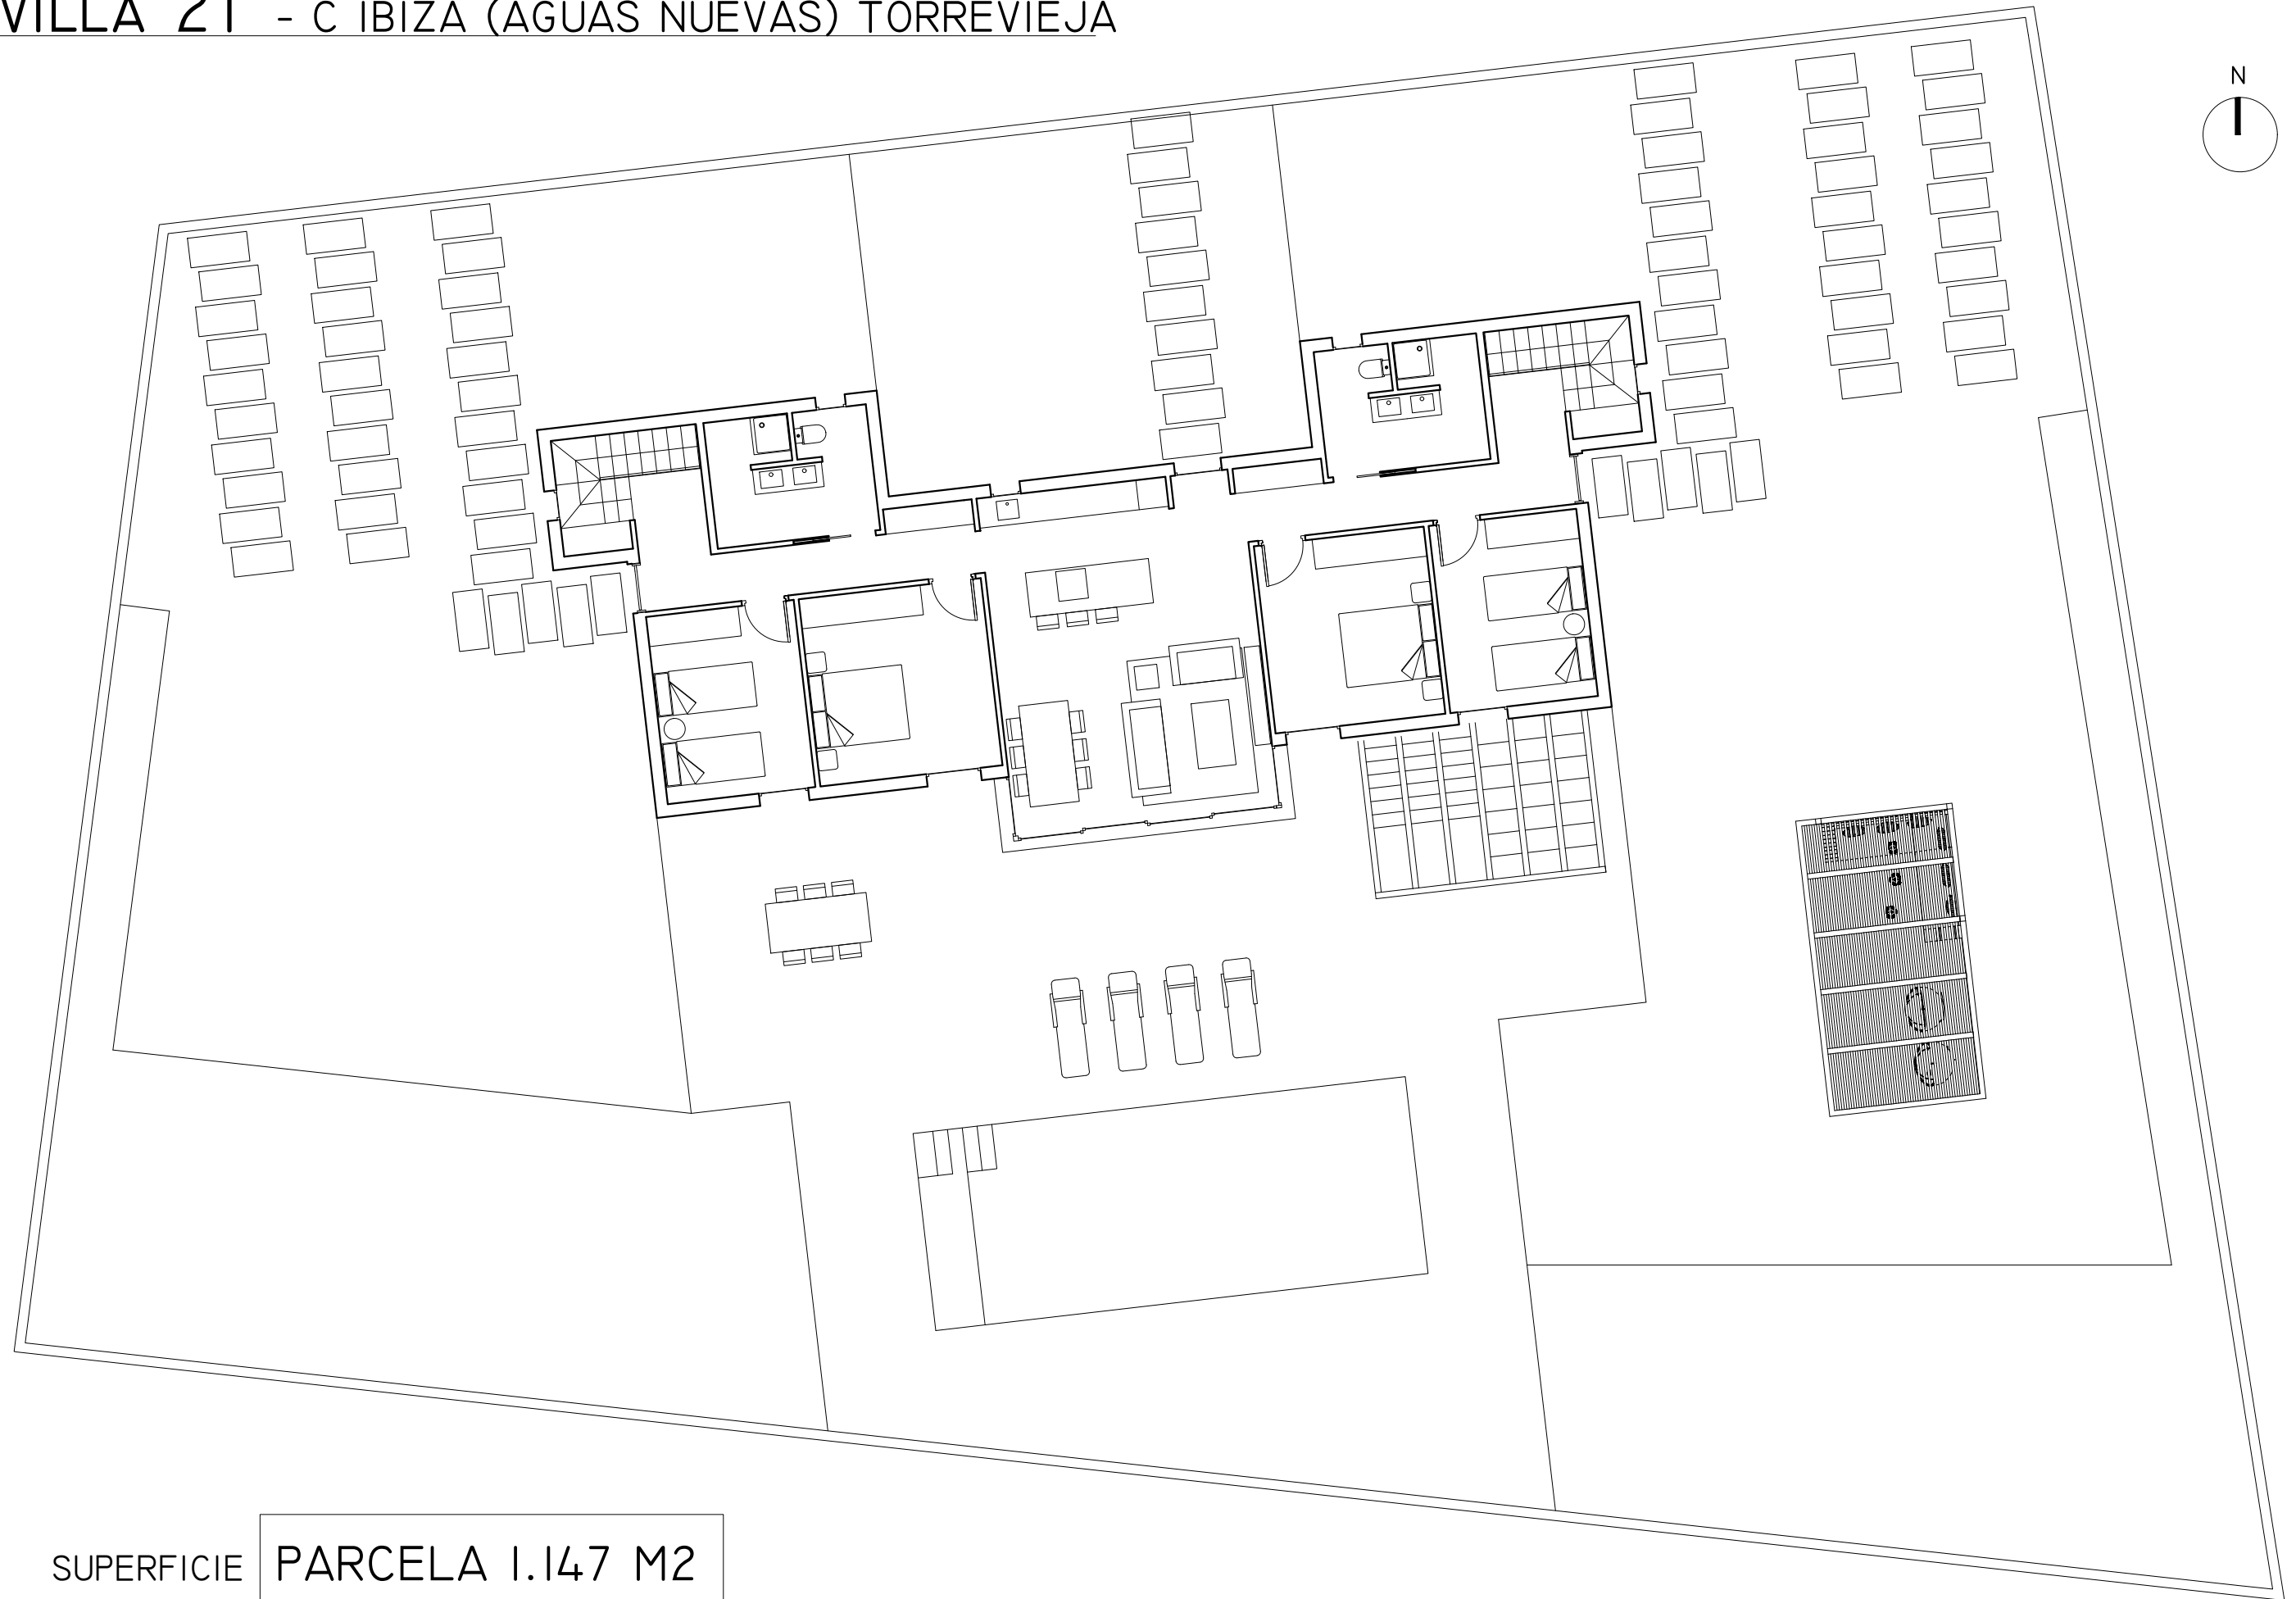 VILLA 21 - C IBIZA (AGUAS NUEVAS) TORREVIEJA
N
SUPERFICIE PARCELA 1.147 M2